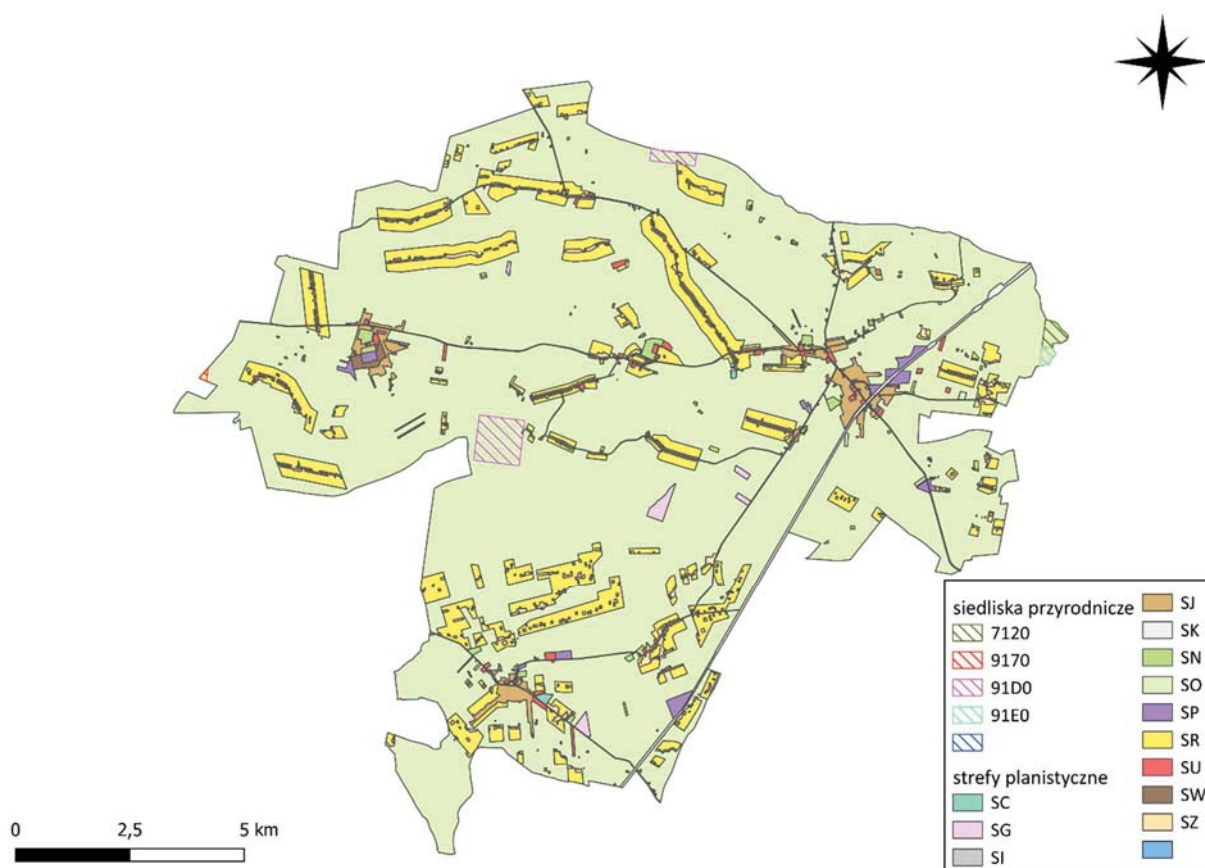 siedliska przyrodnicze
7120
9170
91D0
91E0
strefy planistyczne
SC
SG
SI
SJ
SK
SN
SO
SP
SR
SU
SW
SZ
0 2,5 5 km